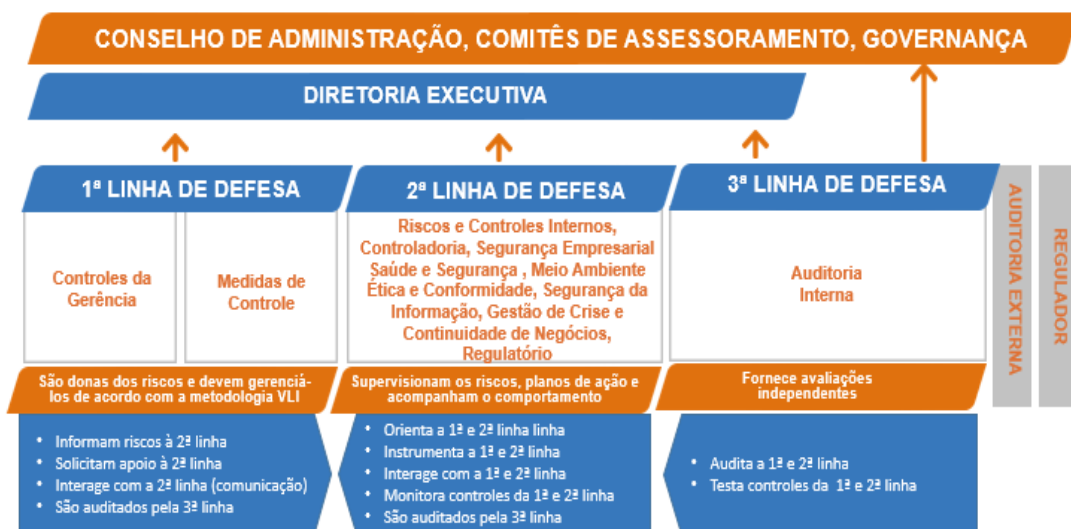 CONSELHO DE ADMINISTRAÇÃO, COMITÊS DE ASSESSORAMENTO, GOVERNANÇA
DIRETORIA EXECUTIVA
1ª LINHA DE DEFESA
Controles da
Gerência
Medidas de
Controle
São donas dos riscos e devem gerenciá-
los de acordo com a metodologia VLI
• Informam riscos à 2ª linha
• Solicitam apoio à 2ª linha
• Interage com a 2ª linha (comunicação)
• São auditados pela 3ª linha
2ª LINHA DE DEFESA
Riscos e Controles Internos,
Controladoria, Segurança Empresarial
Saúde e Segurança , Meio Ambiente
Ética e Conformidade, Segurança da
Informação, Gestão de Crise e
Continuidade de Negócios,
Regulatório
Supervisionam os riscos, planos de ação e
acompanham o comportamento
• Orienta a 1ª e 2ª linha linha
• Instrumenta a 1ª e 2ª linha
• Interage com a 1ª e 2ª linha
• Monitora controles da 1ª e 2ª linha
• São auditados pela 3ª linha
3ª LINHA DE DEFESA
Auditoria
Interna
Fornece avaliações
independentes
• Audita a 1ª e 2ª linha
• Testa controles da 1ª e 2ª linha
AUDITORIA EXTERNA
REGULADOR